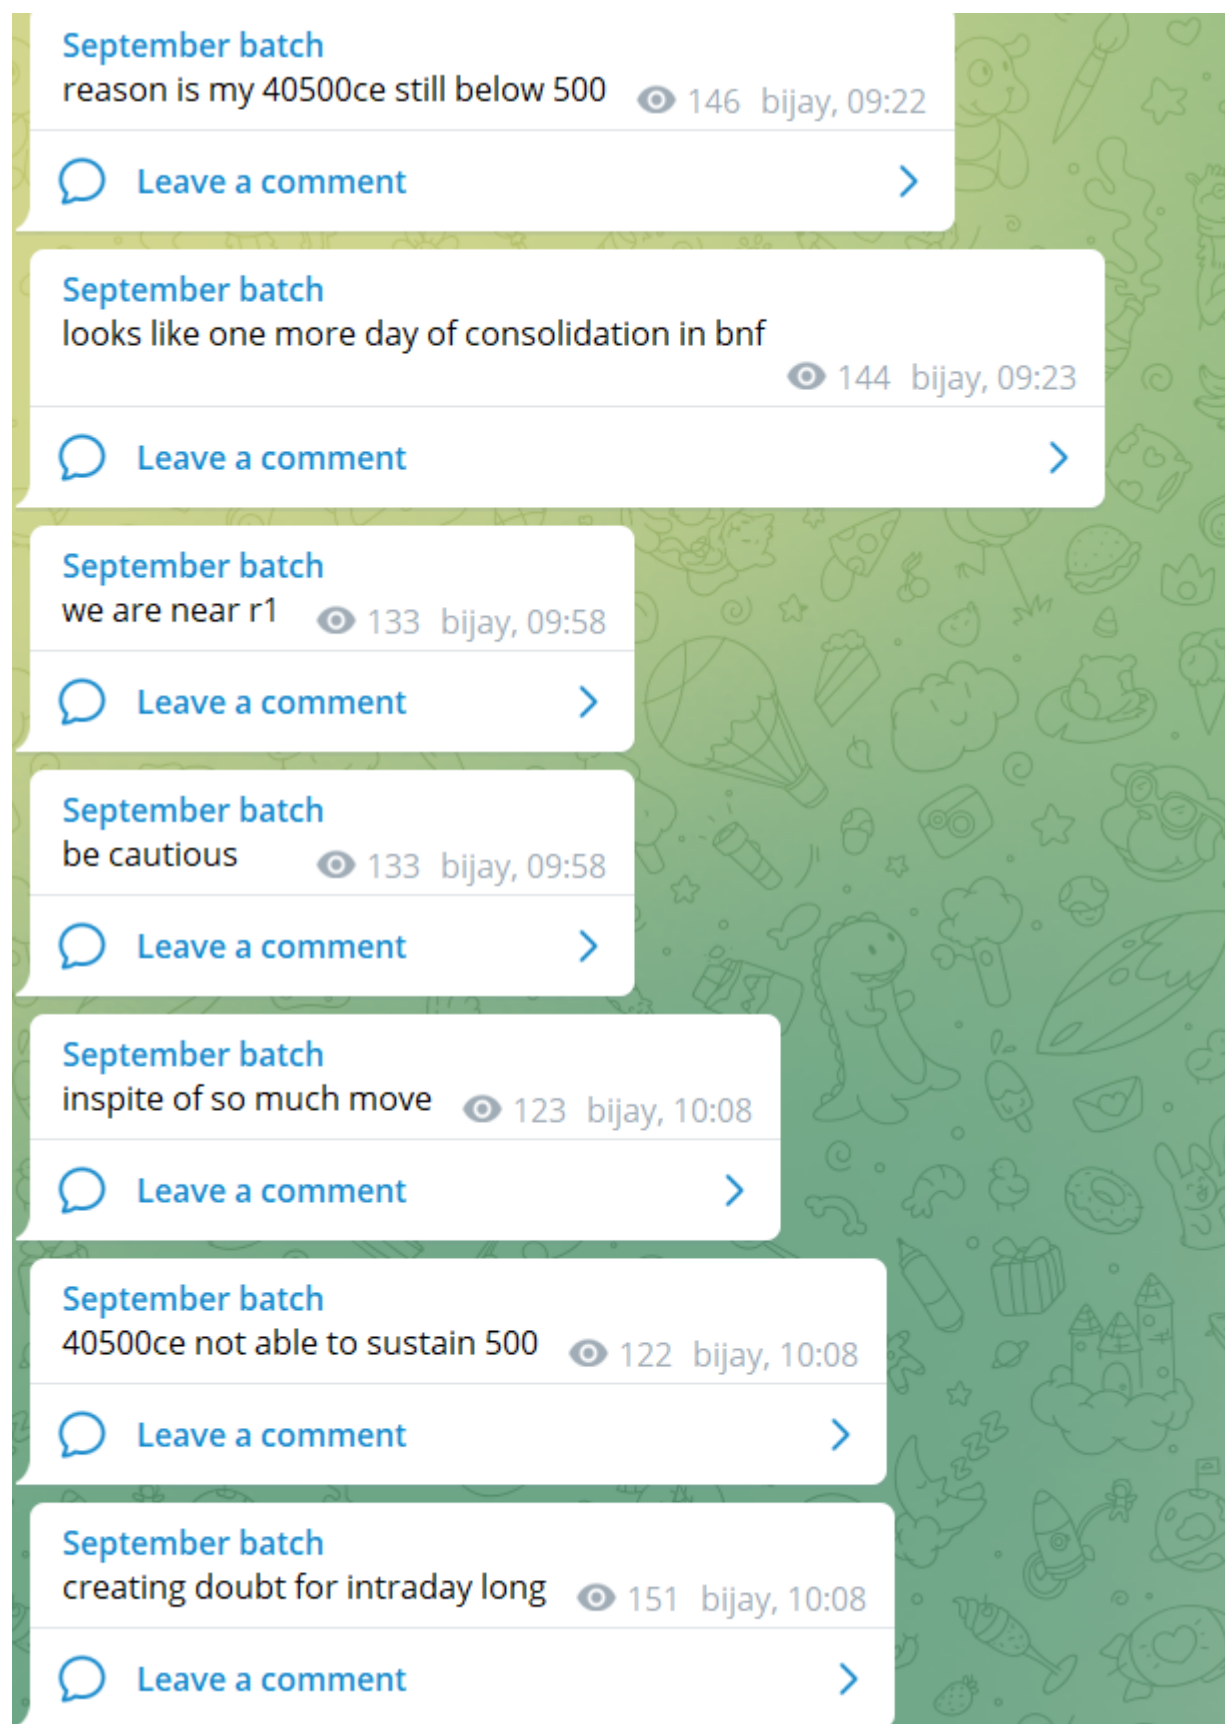 September batch
reason is my 40500ce still below 500 146 bijay, 09:22
Leave a comment
September batch
looks like one more day of consolidation in bnf
144 bijay, 09:23
Leave a comment
September batch
we are near r1 133 bijay, 09:58
Leave a comment
September batch
be cautious 133 bijay, 09:58
Leave a comment
September batch
inspite of so much move 123 bijay, 10:08
Leave a comment
September batch
40500ce not able to sustain 500 122 bijay, 10:08
Leave a comment
September batch
creating doubt for intraday long 151 bijay, 10:08
Leave a comment